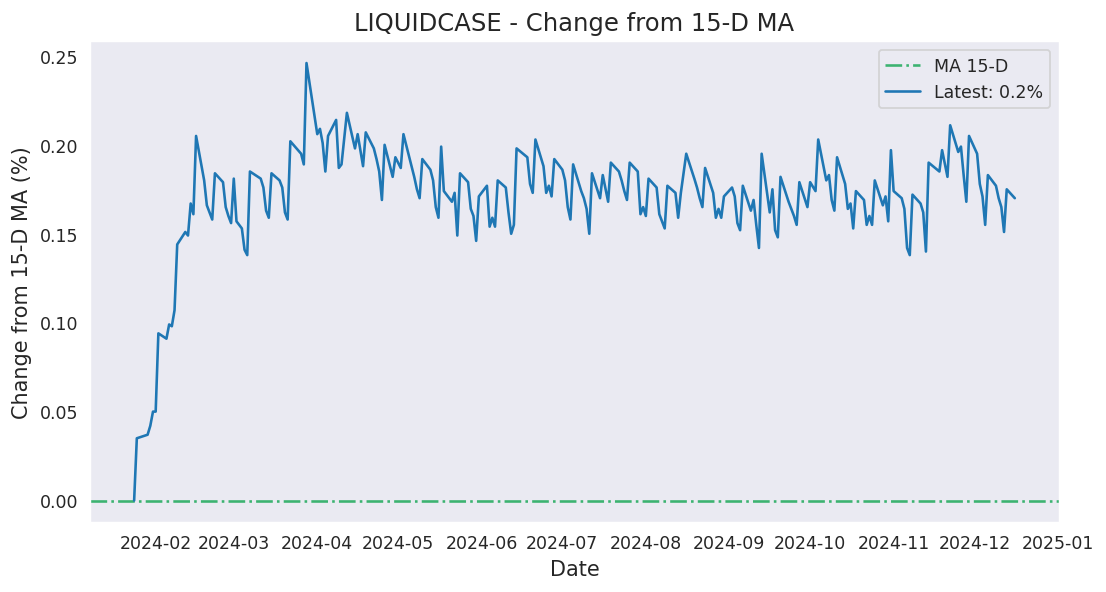 LIQUIDCASE - Change from 15-D MA
MA 15-D
Latest: 0.2%
Change from 15-D MA (%)
0.25
0.20
0.15
0.10
0.05
0.00
2024-02 2024-03 2024-04 2024-05 2024-06 2024-07 2024-08 2024-09 2024-10 2024-11 2024-12 2025-01
Date